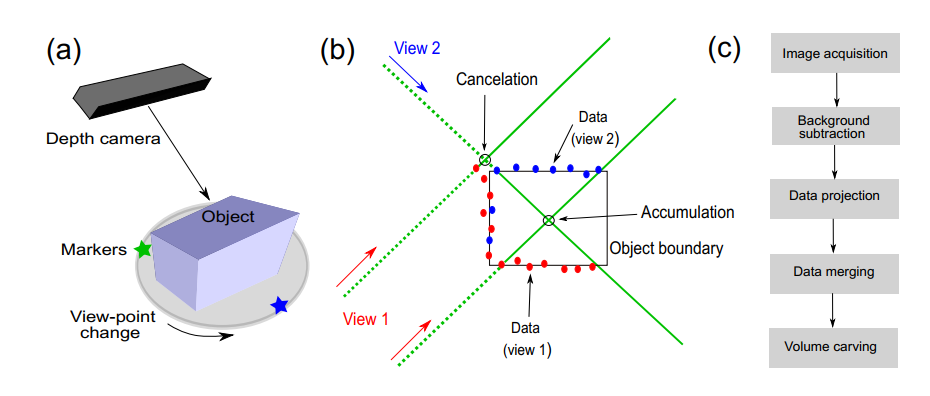 (a)
Depth camera
Object
Markers
View-point
change
(b)
View 2
Cancelation
Data
(view 2)
Accumulation
Object boundary
View 1
Data
(view 1)
(c)
Image acquisition
Background
subtraction
Data projection
Data merging
Volume carving